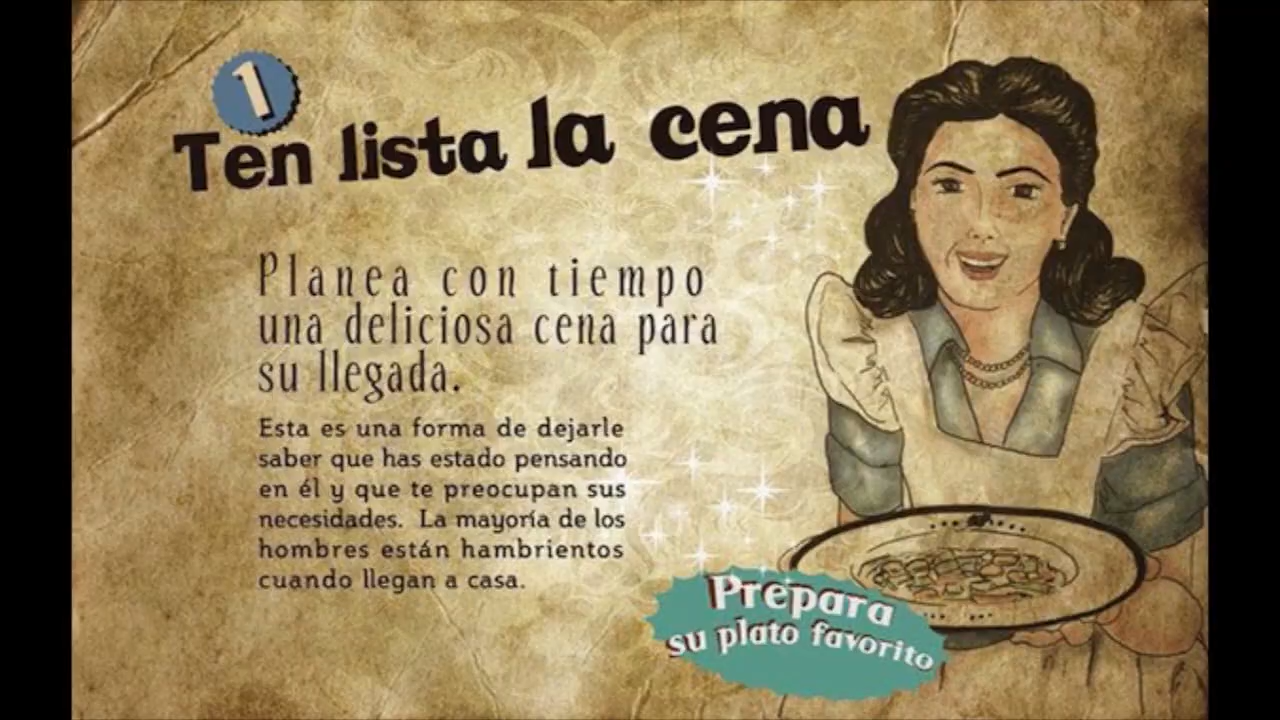 1
Ten lista la cena
Planea con tiempo
una deliciosa cena para
su llegada.
Esta es una forma de dejarle
saber que has estado pensando
en él y que te preocupan sus
necesidades. La mayoría de los
hombres están hambrientos
cuando llegan a casa.
Prepara
su plato favorito